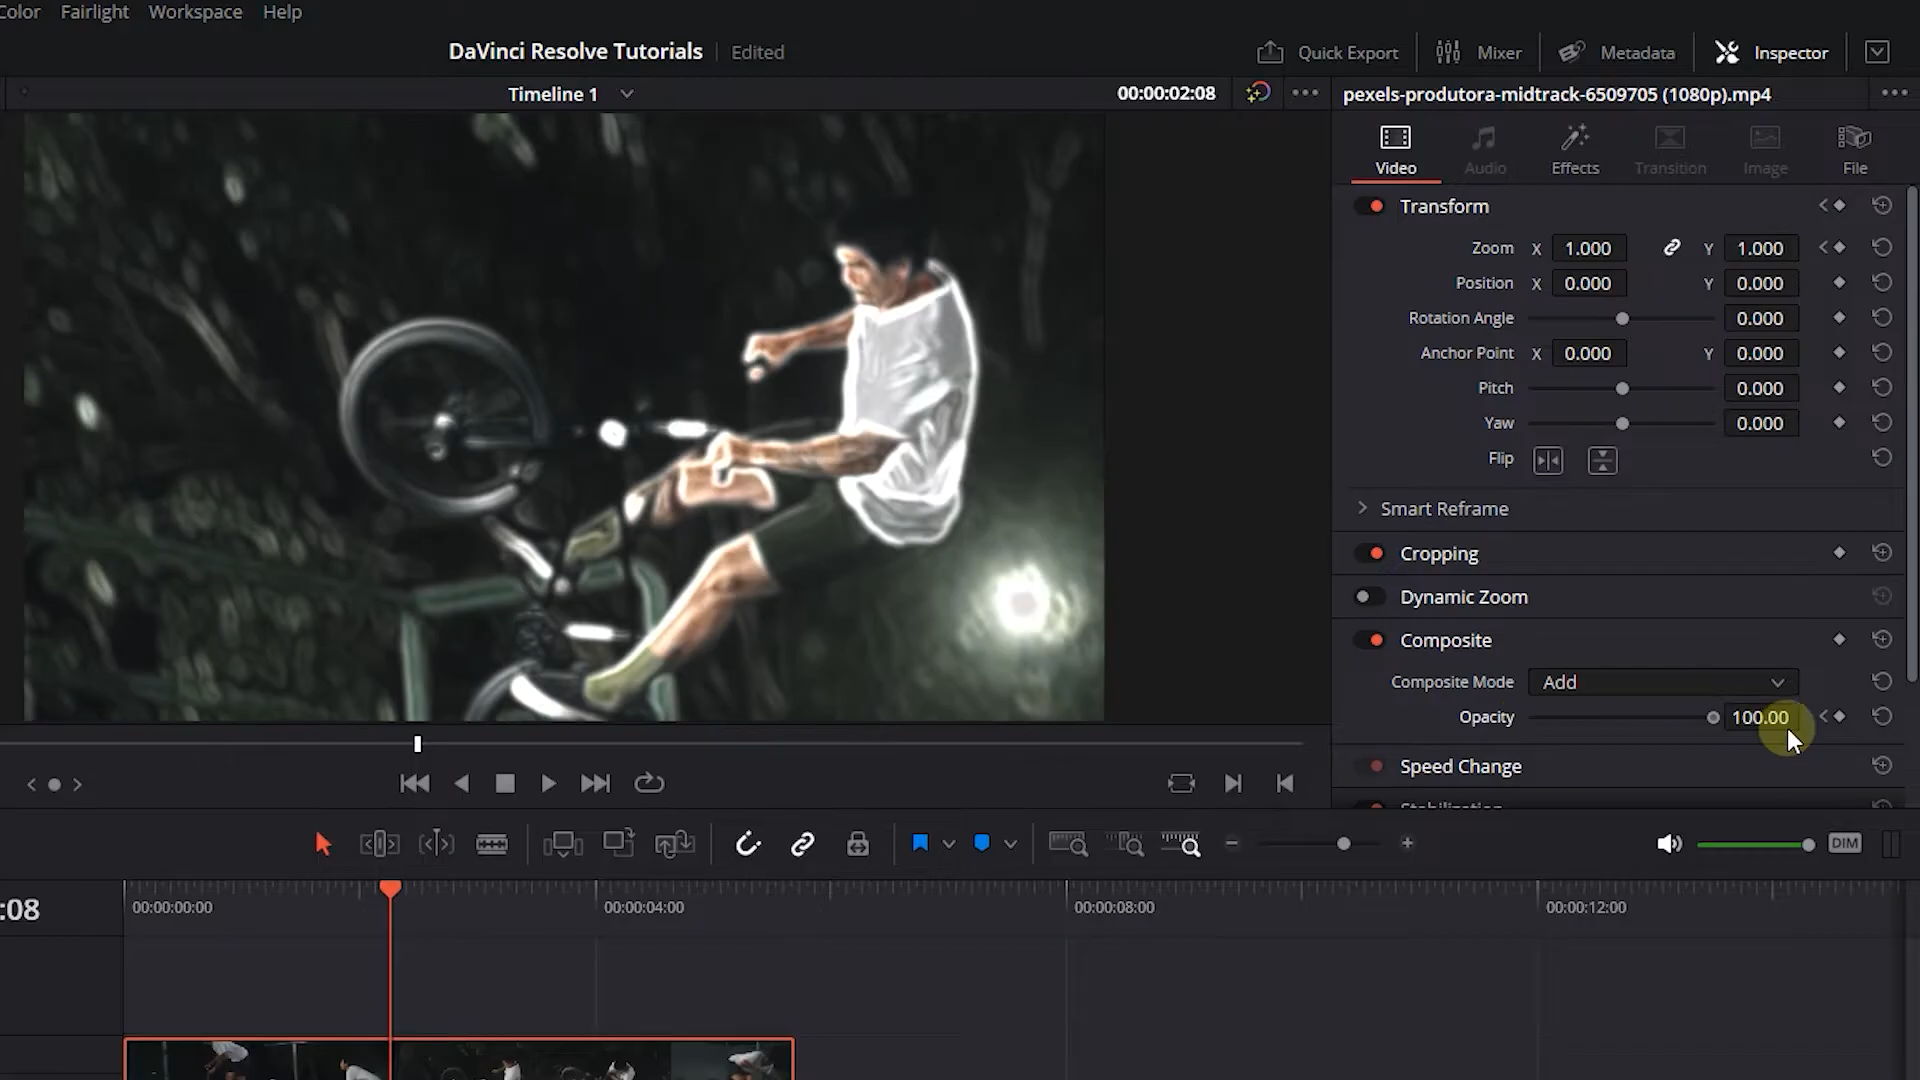 Color Fairlight Workspace Help
DaVinci Resolve Tutorials Edited Quick Export Mixer Metadata Inspector
Timeline 1 00:00:02:08 pexels-produtora-midtrack-6509705 (1080p).mp4
Video Audio Effects Transition Image File
Transform
Zoom X 1.000 Y 1.000
Position X 0.000 Y 0.000
Rotation Angle 0.000
Anchor Point X 0.000 Y 0.000
Pitch 0.000
Yaw 0.000
Flip
Smart Reframe
Cropping
Dynamic Zoom
Composite
Composite Mode Add
Opacity 100.00
Speed Change
Stabilization
DIM
:08 00:00:00:00 00:00:04:00 00:00:08:00 00:00:12:00